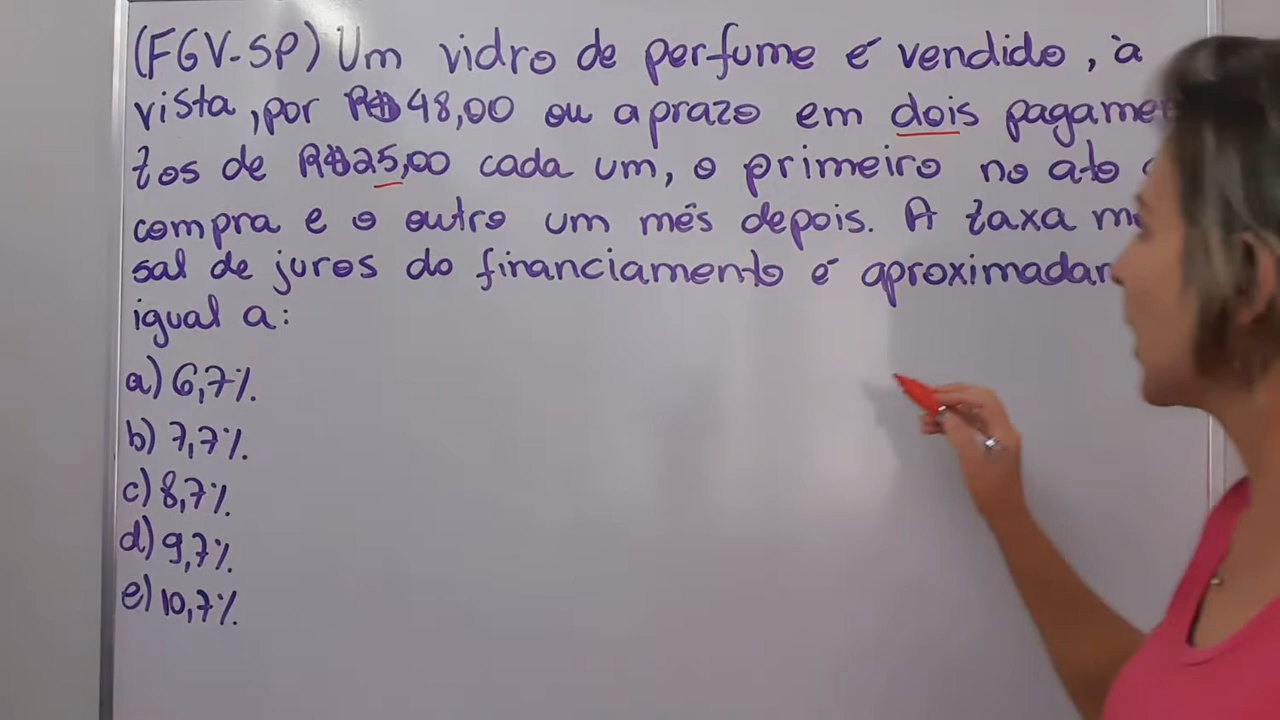 (FGV-SP) Um vidro de perfume é vendido, à
vista, por R$48,00 ou a prazo em dois pagamen
tos de R$25,00 cada um, o primeiro no ato
compra e o outro um mês depois. A taxa
sal de juros do financiamento é aproximadam
igual a:
a) 6,7%.
b) 7,7%.
c) 8,7%.
d) 9,7%.
e) 10,7%.